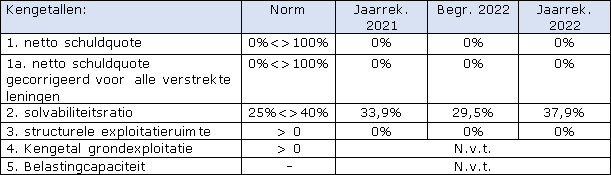 Kengetallen: Norm Jaarrek. 2021 Begr. 2022 Jaarrek. 2022
1. netto schuldquote 0%<>100% 0% 0% 0%
1a. netto schuldquote gecorrigeerd voor alle verstrekte leningen 0%<>100% 0% 0% 0%
2. solvabiliteitsratio 25%<>40% 33,9% 29,5% 37,9%
3. structurele exploitatieruimte > 0 0% 0% 0%
4. Kengetal grondexploitatie > 0 N.v.t.
5. Belastingcapaciteit - N.v.t.